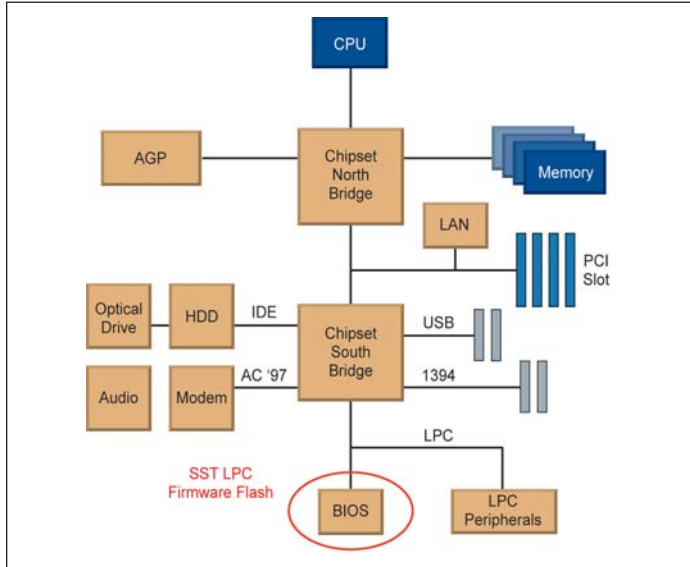 CPU
AGP
Chipset
North
Bridge
Memory
LAN
PCI
Slot
Optical
Drive
HDD
IDE
Chipset
South
Bridge
USB
Audio
Modem
AC '97
1394
LPC
SST LPC
Firmware Flash
BIOS
LPC
Peripherals